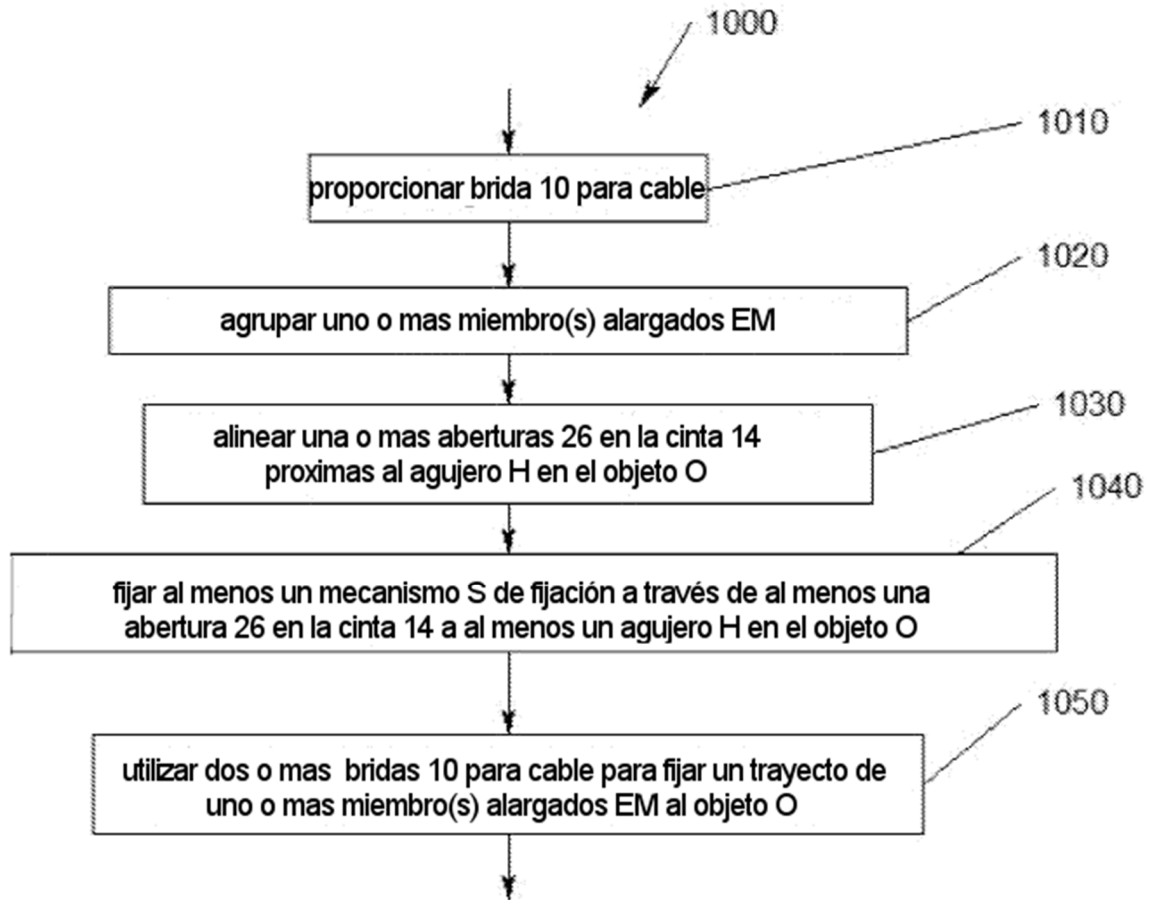 1000
1010
proporcionar brida 10 para cable
1020
agrupar uno o mas miembro(s) alargados EM
1030
alinear una o mas aberturas 26 en la cinta 14
proximas al agujero H en el objeto O
1040
fijar al menos un mecanismo S de fijación a través de al menos una
abertura 26 en la cinta 14 a al menos un agujero H en el objeto O
1050
utilizar dos o mas bridas 10 para cable para fijar un trayecto de
uno o mas miembro(s) alargados EM al objeto O